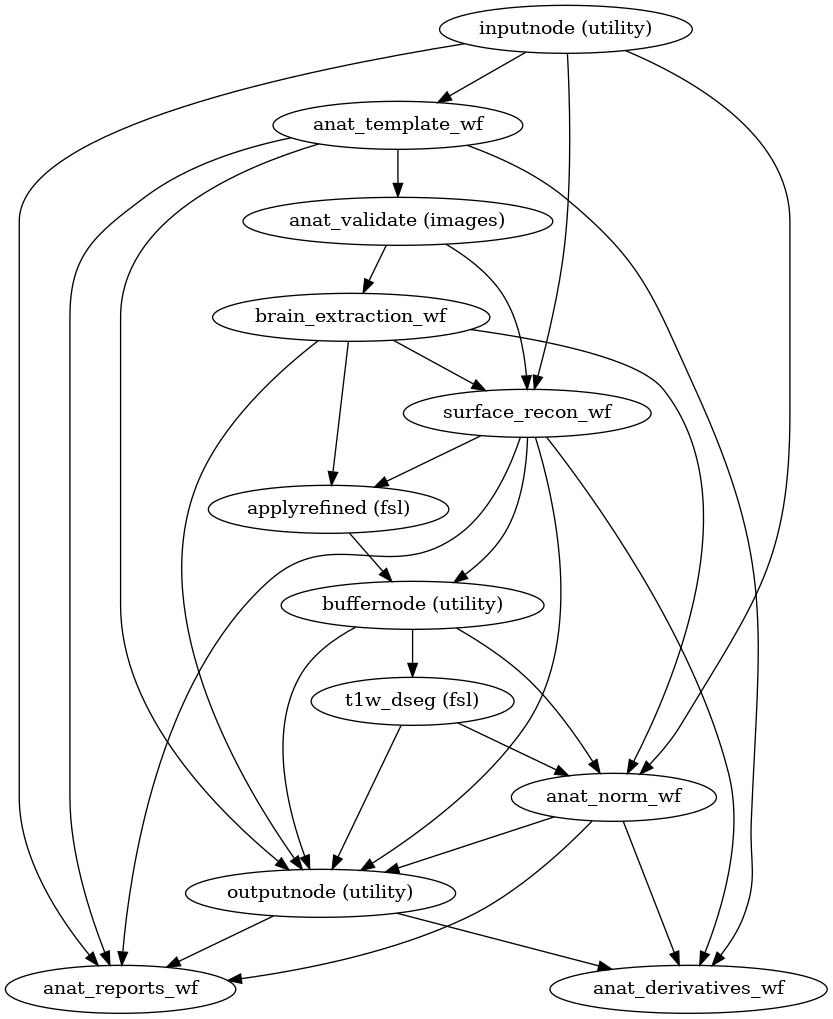 inputnode (utility)
anat_template_wf
anat_validate (images)
brain_extraction_wf
surface_recon_wf
applyrefined (fsl)
buffernode (utility)
t1w_dseg (fsl)
anat_norm_wf
outputnode (utility)
anat_reports_wf
anat_derivatives_wf